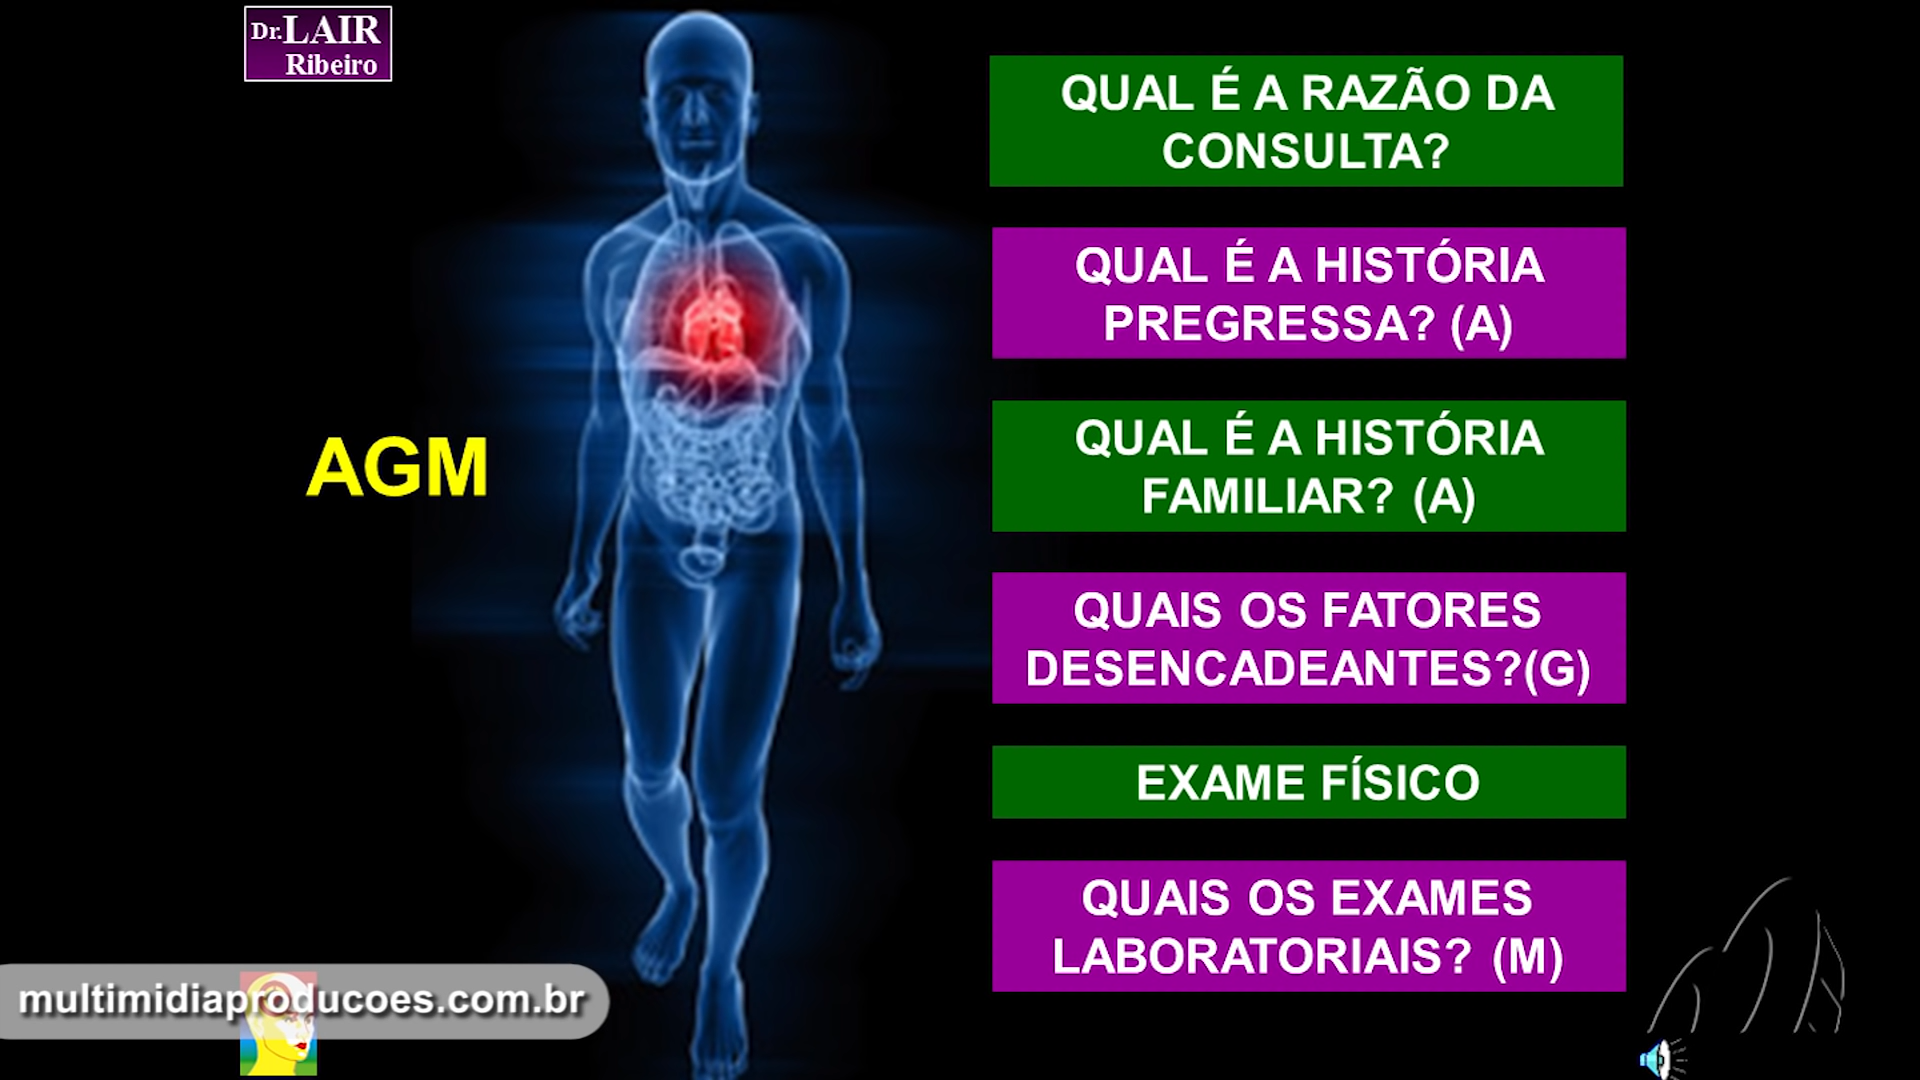 Dr. LAIR
Ribeiro
QUAL É A RAZÃO DA
CONSULTA?
QUAL É A HISTÓRIA
PREGRESSA? (A)
AGM
QUAL É A HISTÓRIA
FAMILIAR? (A)
QUAIS OS FATORES
DESENCADEANTES?(G)
EXAME FÍSICO
QUAIS OS EXAMES
LABORATORIAIS? (M)
multimidiaproducoes.com.br